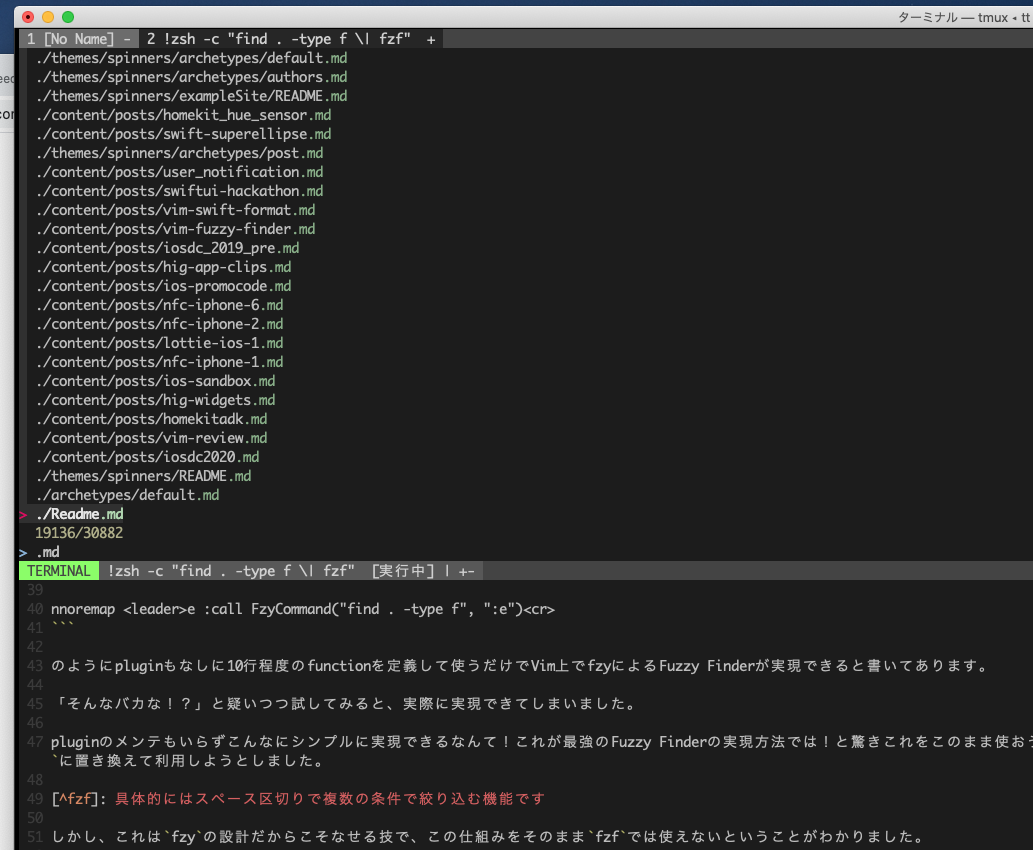 ターミナル — tmux ◂ tt
1 [No Name] - 2 !zsh -c "find . -type f \| fzf" +
./themes/spinners/archetypes/default.md
./themes/spinners/archetypes/authors.md
./themes/spinners/exampleSite/README.md
./content/posts/homekit_hue_sensor.md
./content/posts/swift-superellipse.md
./themes/spinners/archetypes/post.md
./content/posts/user_notification.md
./content/posts/swiftui-hackathon.md
./content/posts/vim-swift-format.md
./content/posts/vim-fuzzy-finder.md
./content/posts/iosdc_2019_pre.md
./content/posts/hig-app-clips.md
./content/posts/ios-promocode.md
./content/posts/nfc-iphone-6.md
./content/posts/nfc-iphone-2.md
./content/posts/lottie-ios-1.md
./content/posts/nfc-iphone-1.md
./content/posts/ios-sandbox.md
./content/posts/hig-widgets.md
./content/posts/homekitadk.md
./content/posts/vim-review.md
./content/posts/iosdc2020.md
./themes/spinners/README.md
./archetypes/default.md
> ./Readme.md
19136/30882
> .md
TERMINAL !zsh -c "find . -type f \| fzf" [実行中] | +-
39
40 nnoremap <leader>e :call FzyCommand("find . -type f", ":e")<cr>
41 ```
42
43 のようにpluginもなしに10行程度のfunctionを定義して使うだけでVim上でfzyによるFuzzy Finderが実現できると書いてあります。
44
45 「そんなバカな！？」と疑いつつ試してみると、実際に実現できてしまいました。
46
47 pluginのメンテもいらずこんなにシンプルに実現できるなんて！これが最強のFuzzy Finderの実現方法では！と驚きこれをこのまま使おう
`に置き換えて利用しようとしました。
48
49 [^fzf]: 具体的にはスペース区切りで複数の条件で絞り込む機能です
50
51 しかし、これは`fzy`の設計だからこそなせる技で、この仕組みをそのまま`fzf`では使えないということがわかりました。